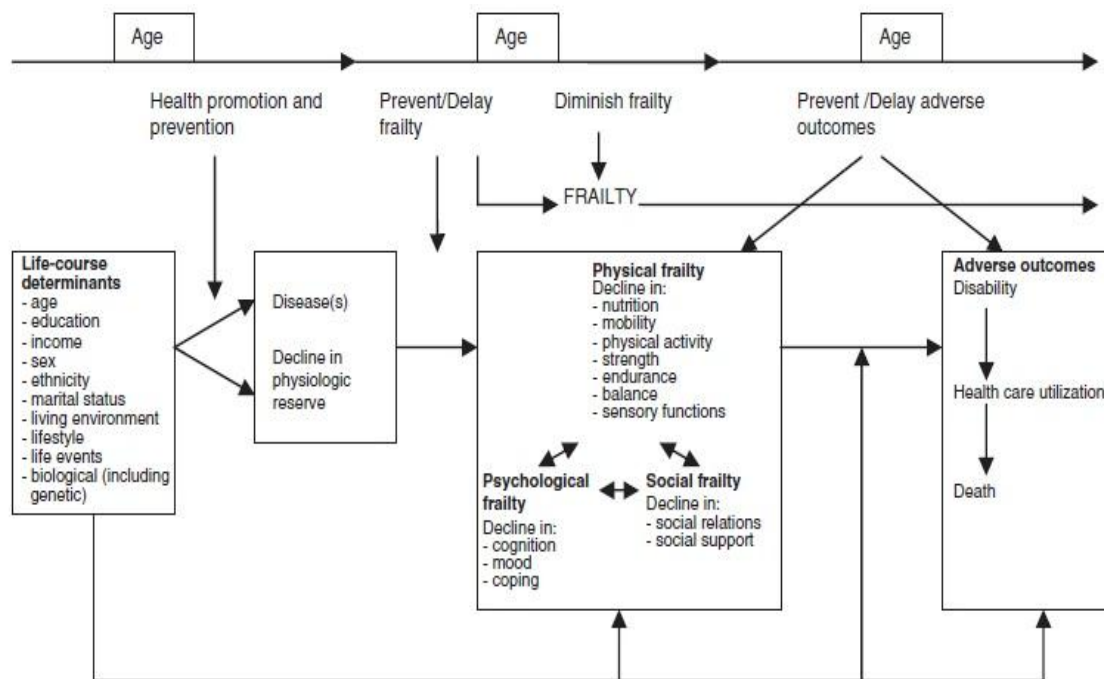 Age
Age
Age
Health promotion and
prevention
Prevent/Delay
frailty
Diminish frailty
Prevent /Delay adverse
outcomes
FRAILTY
Life-course
determinants
- age
- education
- income
- sex
- ethnicity
- marital status
- living environment
- lifestyle
- life events
- biological (including
genetic)
Disease(s)
Decline in
physiologic
reserve
Physical frailty
Decline in:
- nutrition
- mobility
- physical activity
- strength
- endurance
- balance
- sensory functions
Psychological
frailty
Decline in:
- cognition
- mood
- coping
Social frailty
Decline in:
- social relations
- social support
Adverse outcomes
Disability
Health care utilization
Death